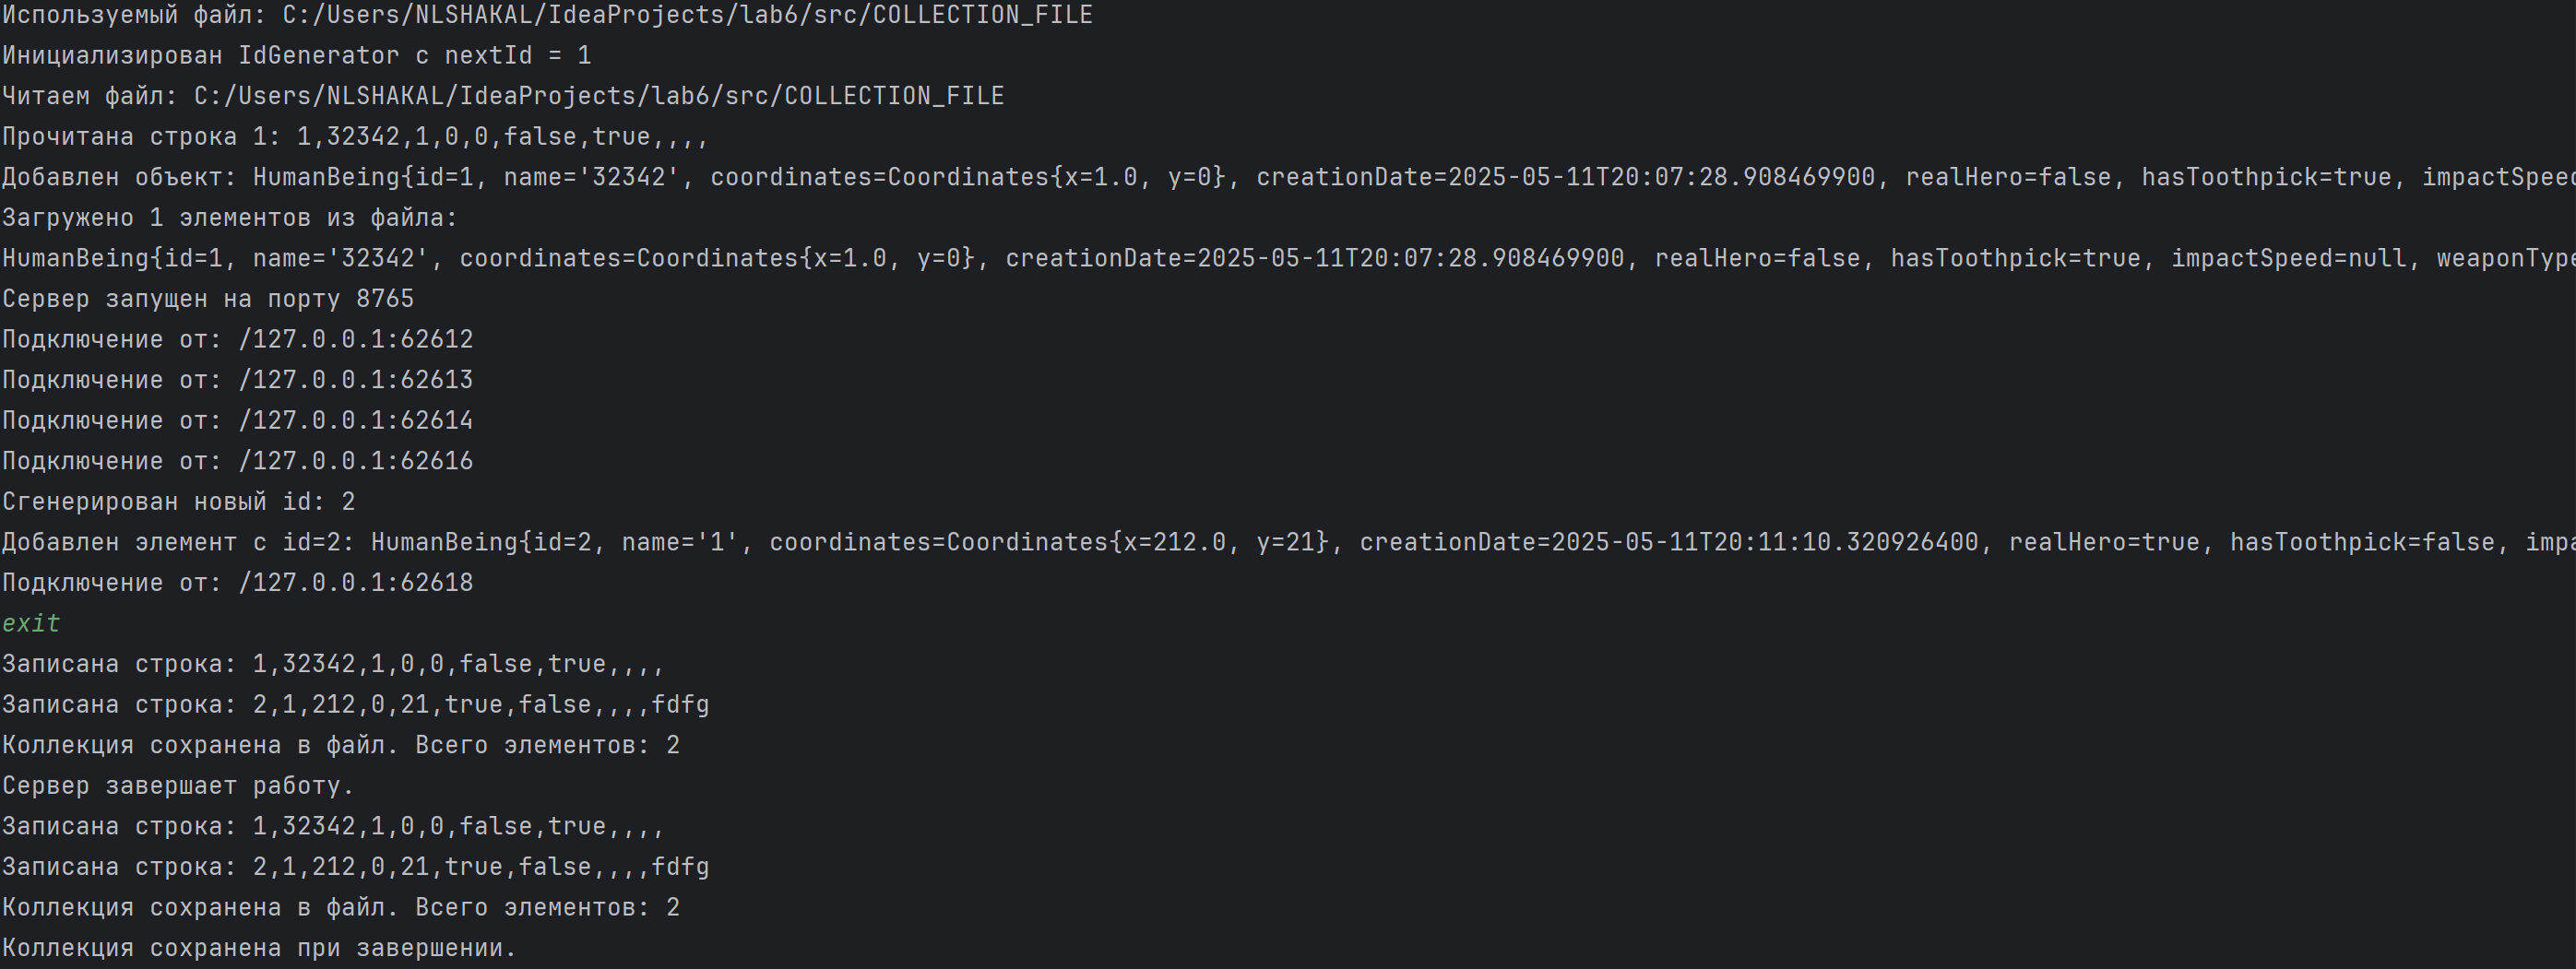 Используемый файл: C:/Users/NLSHAKAL/IdeaProjects/lab6/src/COLLECTION_FILE
Инициализирован IdGenerator с nextId = 1
Читаем файл: C:/Users/NLSHAKAL/IdeaProjects/lab6/src/COLLECTION_FILE
Прочитана строка 1: 1,32342,1,0,0,false,true,,,,
Добавлен объект: HumanBeing{id=1, name='32342', coordinates=Coordinates{x=1.0, y=0}, creationDate=2025-05-11T20:07:28.908469900, realHero=false, hasToothpick=true, impactSpeed
Загружено 1 элементов из файла:
HumanBeing{id=1, name='32342', coordinates=Coordinates{x=1.0, y=0}, creationDate=2025-05-11T20:07:28.908469900, realHero=false, hasToothpick=true, impactSpeed=null, weaponType
Сервер запущен на порту 8765
Подключение от: /127.0.0.1:62612
Подключение от: /127.0.0.1:62613
Подключение от: /127.0.0.1:62614
Подключение от: /127.0.0.1:62616
Сгенерирован новый id: 2
Добавлен элемент с id=2: HumanBeing{id=2, name='1', coordinates=Coordinates{x=212.0, y=21}, creationDate=2025-05-11T20:11:10.320926400, realHero=true, hasToothpick=false, impa
Подключение от: /127.0.0.1:62618
exit
Записана строка: 1,32342,1,0,0,false,true,,,,
Записана строка: 2,1,212,0,21,true,false,,,,fdfg
Коллекция сохранена в файл. Всего элементов: 2
Сервер завершает работу.
Записана строка: 1,32342,1,0,0,false,true,,,,
Записана строка: 2,1,212,0,21,true,false,,,,fdfg
Коллекция сохранена в файл. Всего элементов: 2
Коллекция сохранена при завершении.